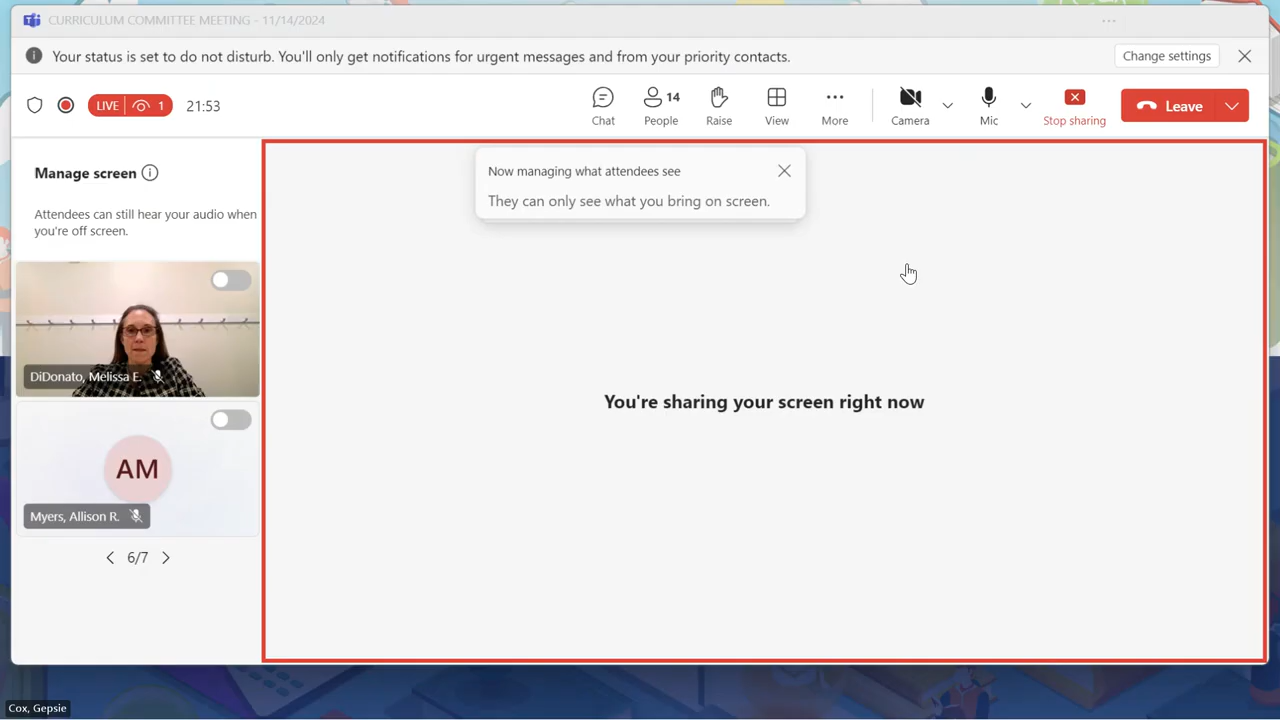 CURRICULUM COMMITTEE MEETING - 11/14/2024
Your status is set to do not disturb. You'll only get notifications for urgent messages and from your priority contacts.
Change settings
LIVE 1
21:53
14
Chat
People
Raise
View
More
Camera
Mic
Stop sharing
Leave
Manage screen
Attendees can still hear your audio when
you're off screen.
Now managing what attendees see
They can only see what you bring on screen.
DiDonato, Melissa E.
AM
Myers, Allison R.
6/7
You're sharing your screen right now
Cox, Gepsie